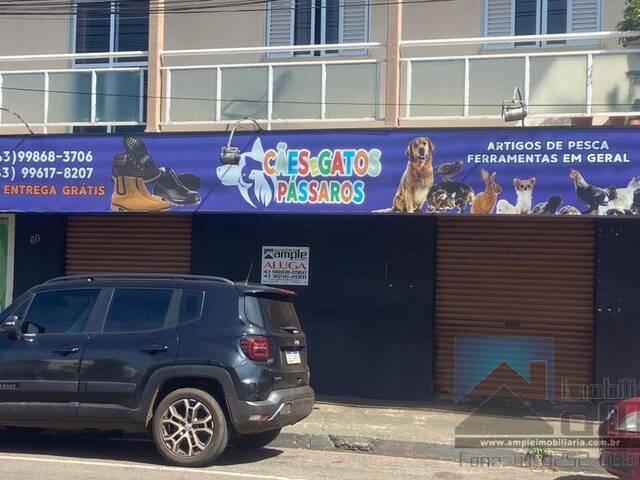 3) 99868-3706
3) 99617-8207
ENTREGA GRÁTIS
CÃES E GATOS
PÁSSAROS
ARTIGOS DE PESCA
FERRAMENTAS EM GERAL
60
ample
ALUGA
www.ampleimobiliaria.com.br